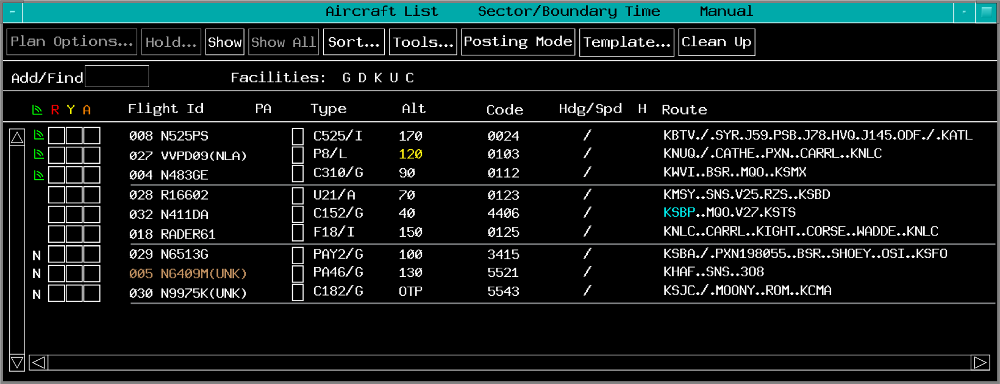 Aircraft List Sector/Boundary Time Manual
Plan Options... Hold... Show Show All Sort... Tools... Posting Mode Template... Clean Up
Add/Find Facilities: G D K U C
R Y A Flight Id PA Type Alt Code Hdg/Spd H Route
008 N525PS C525/I 170 0024 / KBTV./.SYR.J59.PSB.J78.HVQ.J145.ODF./.KATL
027 VVPD09(NLA) P8/L 120 0103 / KNUQ./.CATHE..PXN..CARRL..KNLC
004 N483GE C310/G 90 0112 / KWVI..BSR..MQO..KSMX
028 R16602 U21/A 70 0123 / KMSY..SNS.V25.RZS..KSBD
032 N411DA C152/G 40 4406 / KSBP..MQO.V27.KSTS
018 RADER61 F18/I 150 0125 / KNLC..CARRL..KIGHT..CORSE..WADDE..KNLC
N 029 N6513G PAY2/G 100 3415 / KSBA./.PXN198055..BSR..SHOEY..OSI..KSFO
N 005 N6409M(UNK) PA46/G 130 5521 / KHAF..SNS..3O8
N 030 N9975K(UNK) C182/G OTP 5543 / KSJC./.MOONY..ROM..KCMA